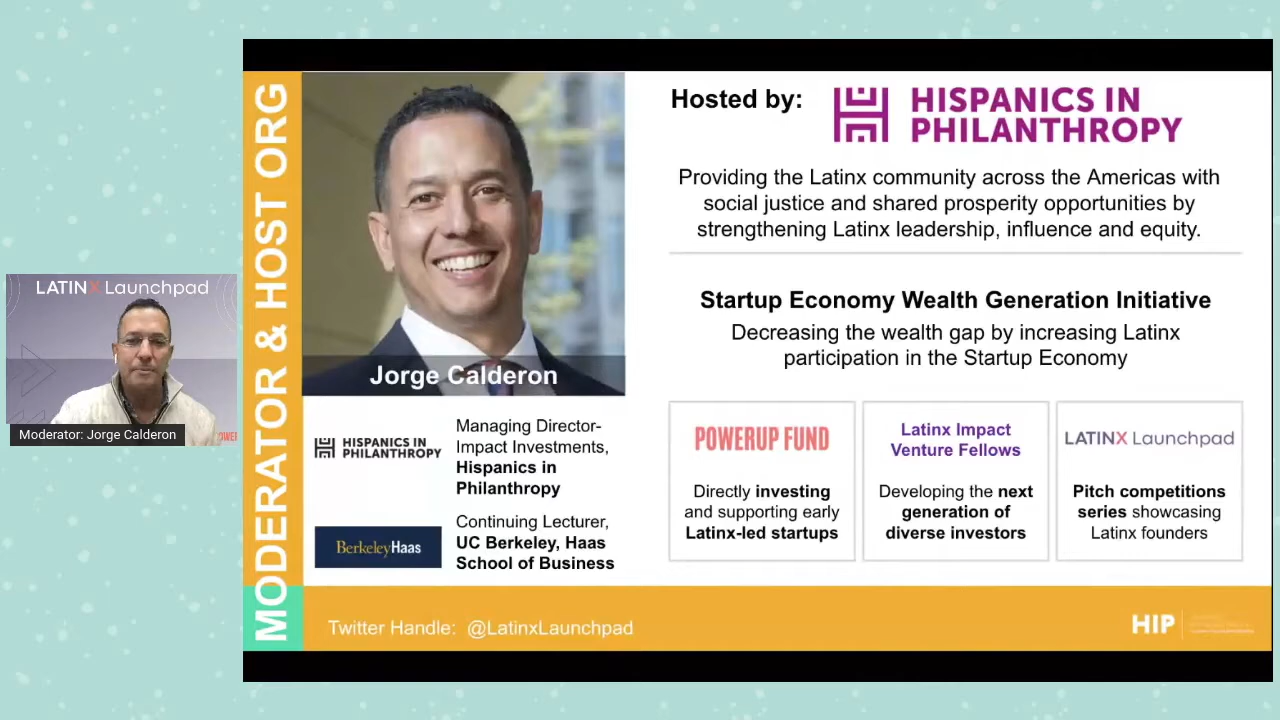 LATINX Launchpad
Moderator: Jorge Calderon
MODERATOR & HOST ORG
Jorge Calderon
HISPANICS IN
PHILANTHROPY
Managing Director-
Impact Investments,
Hispanics in
Philanthropy
BerkeleyHaas
Continuing Lecturer,
UC Berkeley, Haas
School of Business
Hosted by:
HISPANICS IN
PHILANTHROPY
Providing the Latinx community across the Americas with
social justice and shared prosperity opportunities by
strengthening Latinx leadership, influence and equity.
Startup Economy Wealth Generation Initiative
Decreasing the wealth gap by increasing Latinx
participation in the Startup Economy
POWERUP FUND
Directly investing
and supporting early
Latinx-led startups
Latinx Impact
Venture Fellows
Developing the next
generation of
diverse investors
LATINX Launchpad
Pitch competitions
series showcasing
Latinx founders
Twitter Handle: @LatinxLaunchpad
HIP